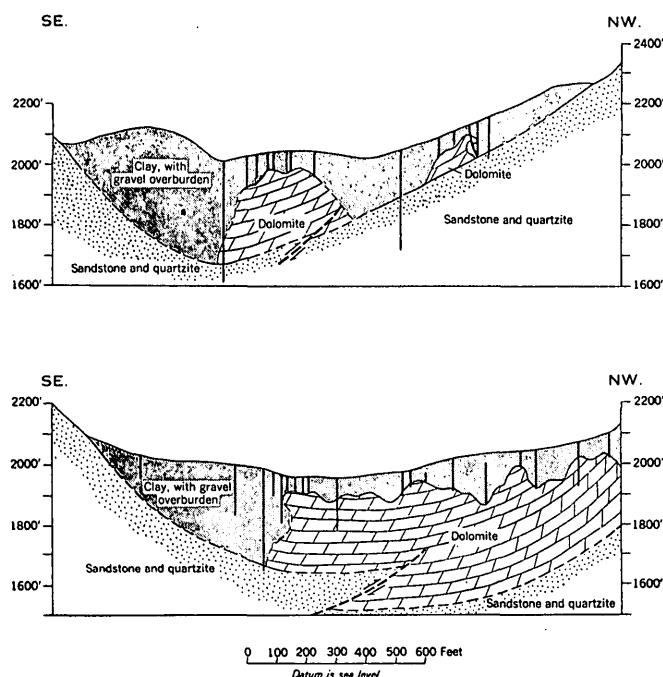 SE.
NW.
2400'
2200'
2200'
2000'
2000'
1800'
1800'
1600'
1600'
Clay, with
gravel overburden
Dolomite
Dolomite
Sandstone and quartzite
Sandstone and quartzite
SE.
NW.
2200'
2200'
2000'
2000'
1800'
1800'
1600'
1600'
Clay, with gravel
overburden
Dolomite
Sandstone and quartzite
Sandstone and quartzite
0 100 200 300 400 500 600 Feet
Datum is sea level